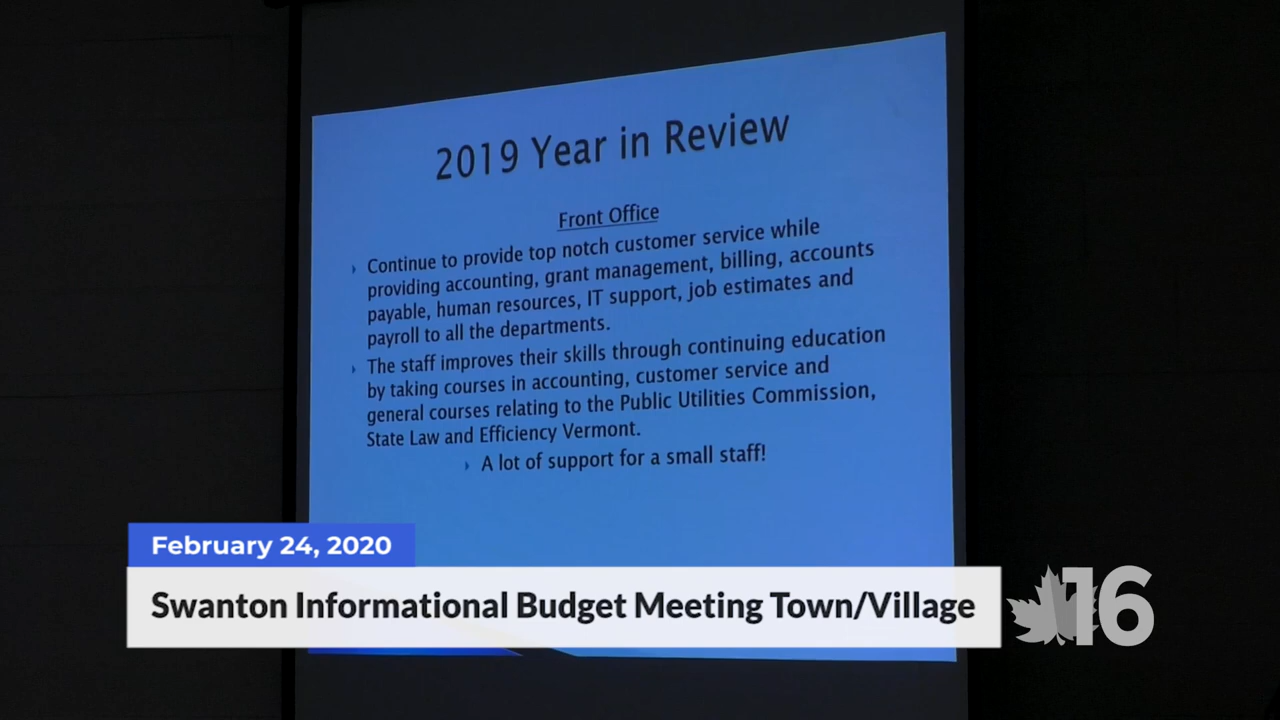 2019 Year in Review
Front Office
Continue to provide top notch customer service while
providing accounting, grant management, billing, accounts
payable, human resources, IT support, job estimates and
payroll to all the departments.
The staff improves their skills through continuing education
by taking courses in accounting, customer service and
general courses relating to the Public Utilities Commission,
State Law and Efficiency Vermont.
A lot of support for a small staff!
February 24, 2020
Swanton Informational Budget Meeting Town/Village
16